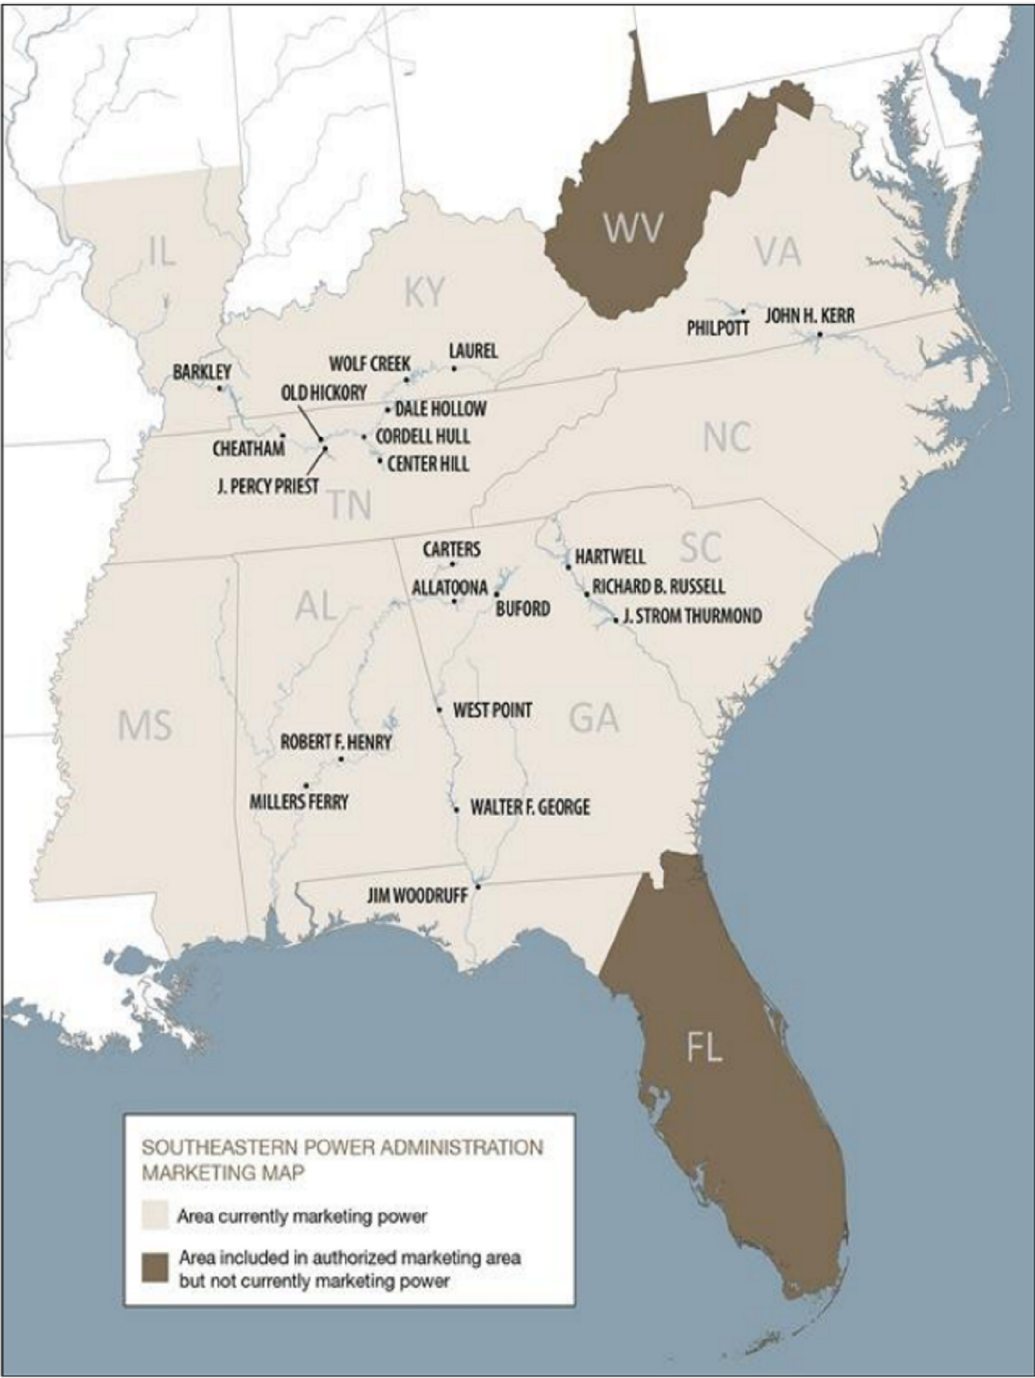 WV
IL
VA
KY
JOHN H. KERR
PHILPOTT
LAUREL
WOLF CREEK
BARKLEY
OLD HICKORY
DALE HOLLOW
CORDELL HULL
NC
CHEATHAM
CENTER HILL
J. PERCY PRIEST
TN
CARTERS
SC
HARTWELL
ALLATOONA
RICHARD B. RUSSELL
AL
BUFORD
J. STROM THURMOND
WEST POINT
MS
GA
ROBERT F. HENRY
MILLERS FERRY
WALTER F. GEORGE
JIM WOODRUFF
FL
SOUTHEASTERN POWER ADMINISTRATION
MARKETING MAP
Area currently marketing power
Area included in authorized marketing area
but not currently marketing power